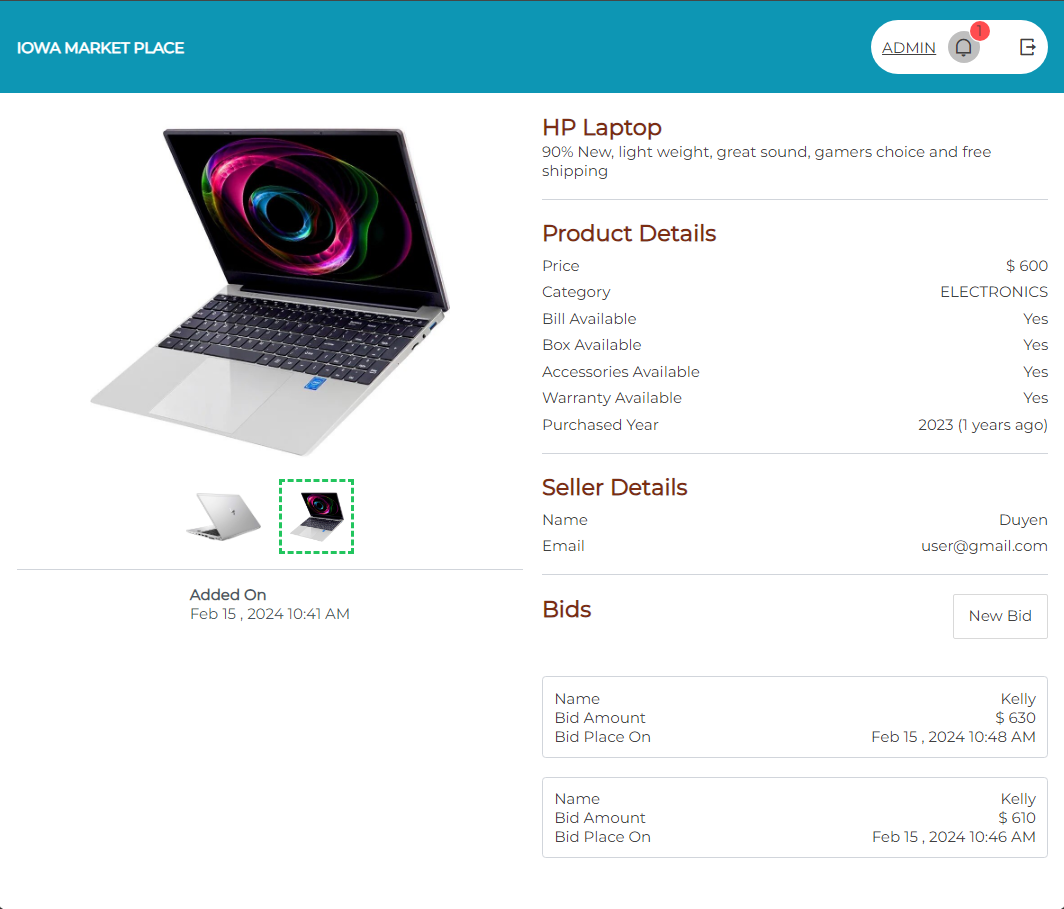 IOWA MARKET PLACE
ADMIN
1
HP Laptop
90% New, light weight, great sound, gamers choice and free
shipping
Product Details
Price $ 600
Category ELECTRONICS
Bill Available Yes
Box Available Yes
Accessories Available Yes
Warranty Available Yes
Purchased Year 2023 (1 years ago)
Seller Details
Name Duyen
Email user@gmail.com
Added On
Feb 15 , 2024 10:41 AM
Bids
New Bid
Name Kelly
Bid Amount $ 630
Bid Place On Feb 15 , 2024 10:48 AM
Name Kelly
Bid Amount $ 610
Bid Place On Feb 15 , 2024 10:46 AM